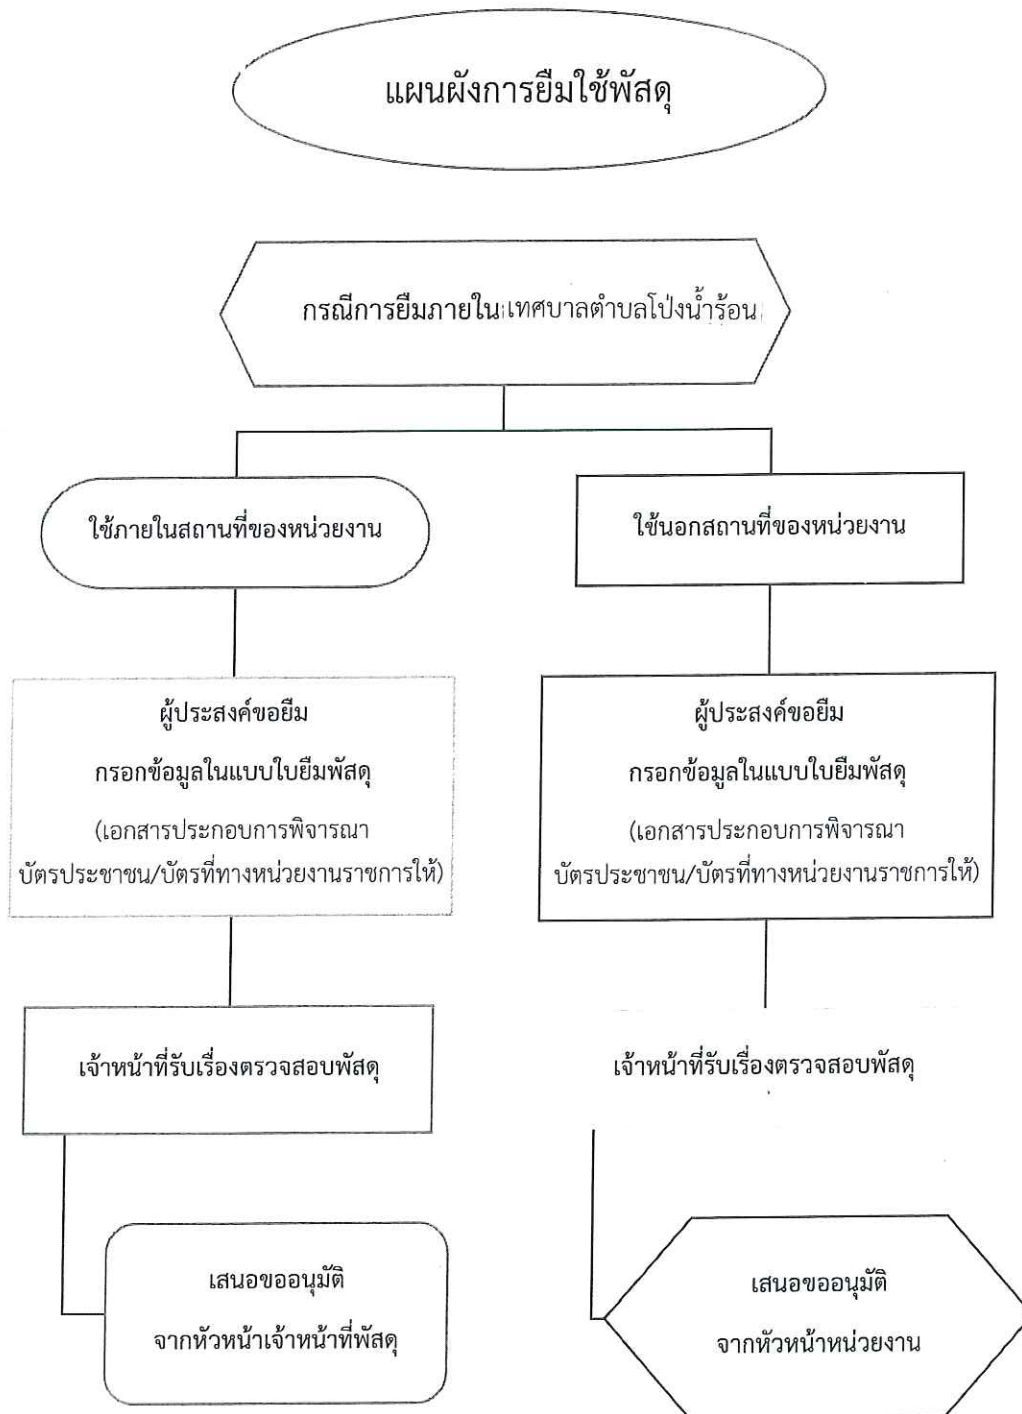 แผนผังการยืมใช้พัสดุ
กรณีการยืมภายในเทศบาลตำบลโป่งน้ำร้อน
ใช้ภายในสถานที่ของหน่วยงาน
ผู้ประสงค์ขอยืม
กรอกข้อมูลในแบบใบยืมพัสดุ
(เอกสารประกอบการพิจารณา
บัตรประชาชน/บัตรที่ทางหน่วยงานราชการให้)
เจ้าหน้าที่รับเรื่องตรวจสอบพัสดุ
เสนอขออนุมัติ
จากหัวหน้าเจ้าหน้าที่พัสดุ
ใช้นอกสถานที่ของหน่วยงาน
ผู้ประสงค์ขอยืม
กรอกข้อมูลในแบบใบยืมพัสดุ
(เอกสารประกอบการพิจารณา
บัตรประชาชน/บัตรที่ทางหน่วยงานราชการให้)
เจ้าหน้าที่รับเรื่องตรวจสอบพัสดุ
เสนอขออนุมัติ
จากหัวหน้าหน่วยงาน